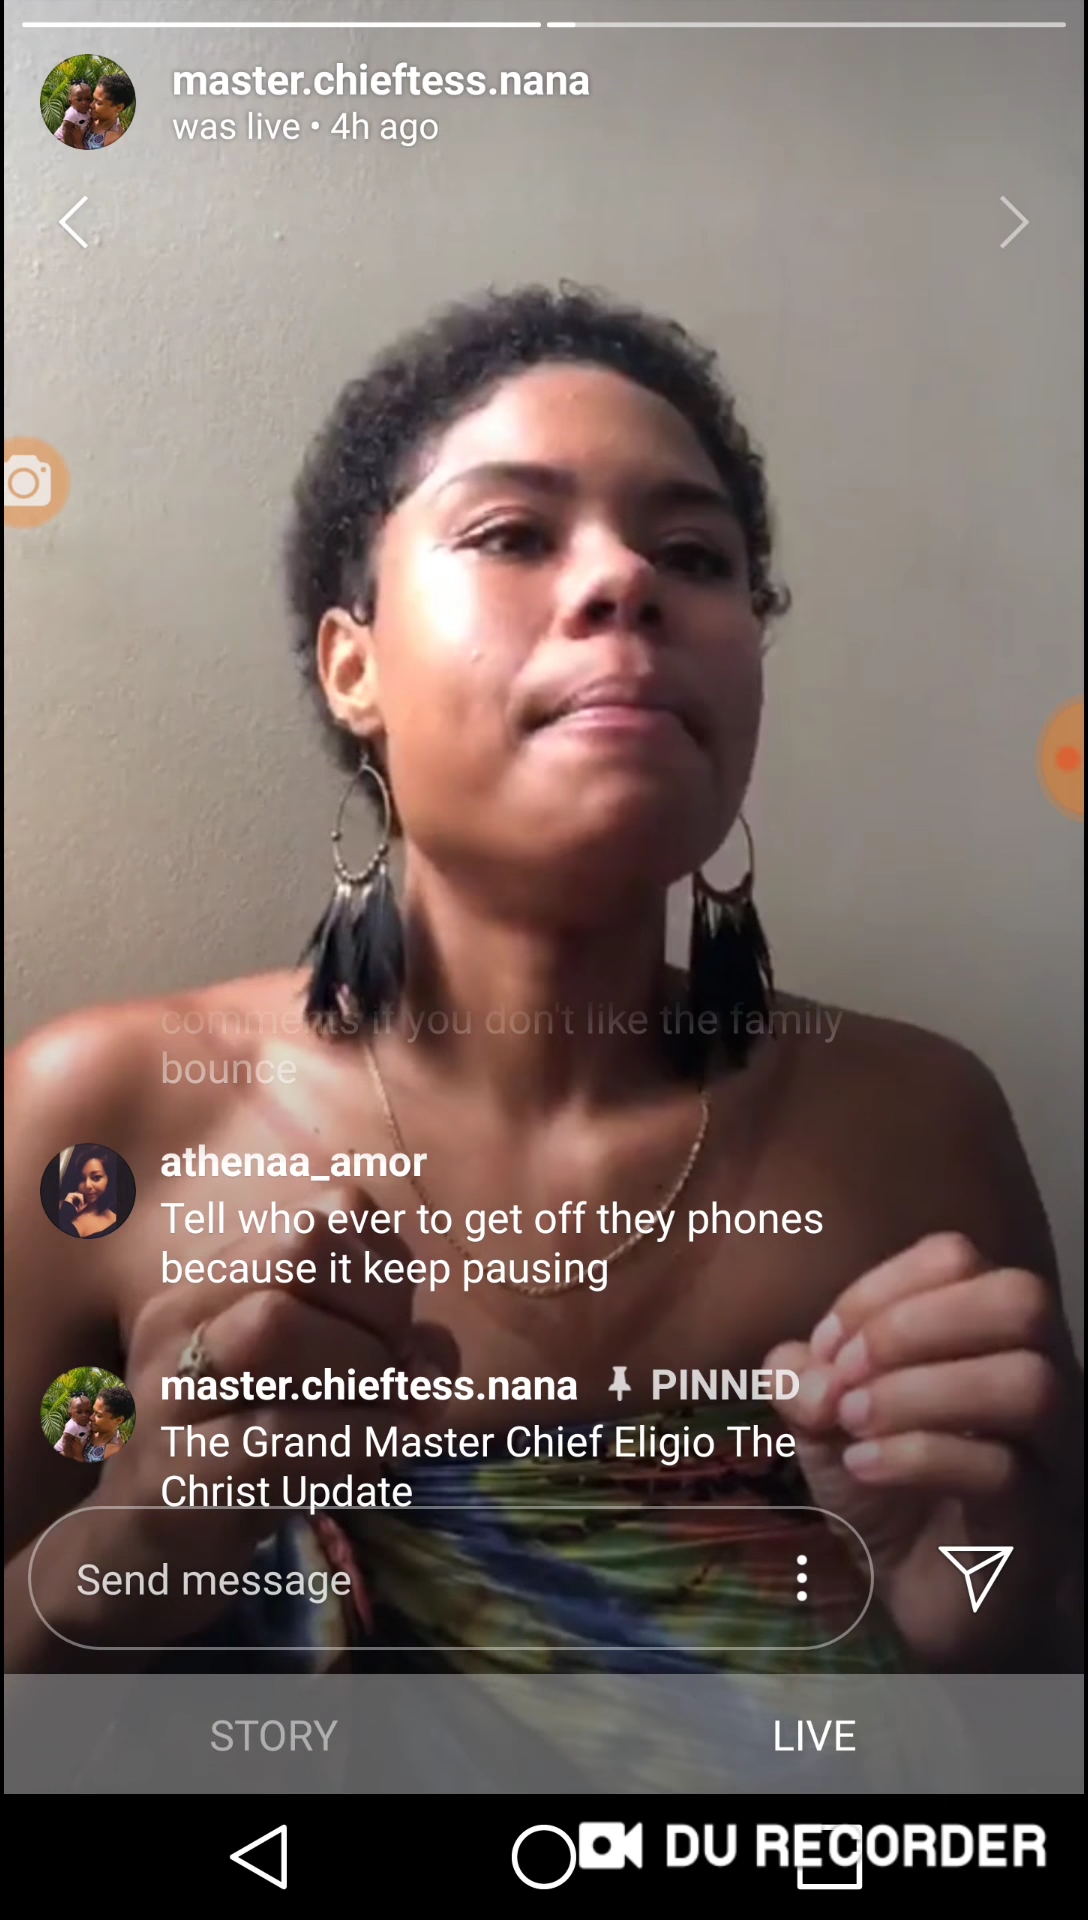 master.chieftess.nana
was live • 4h ago
comments if you don't like the family
bounce
athenaa_amor
Tell who ever to get off they phones
because it keep pausing
master.chieftess.nana PINNED
The Grand Master Chief Eligio The
Christ Update
Send message
STORY
LIVE
DU RECORDER